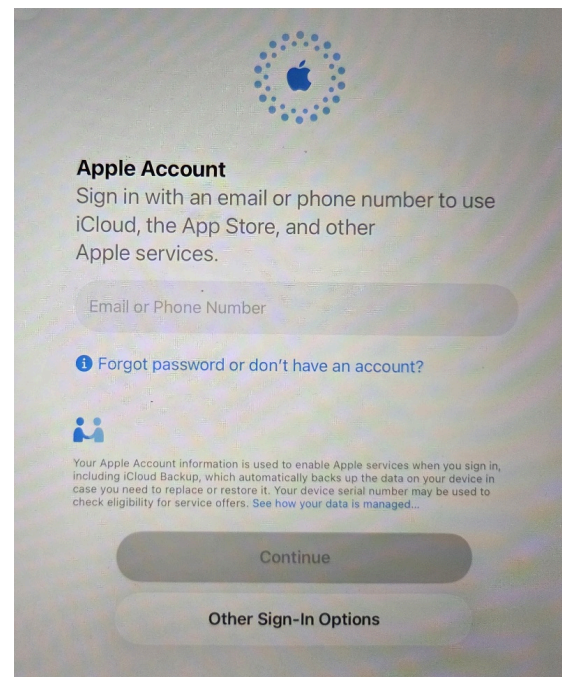 Apple Account
Sign in with an email or phone number to use
iCloud, the App Store, and other
Apple services.
Email or Phone Number
Forgot password or don't have an account?
Your Apple Account information is used to enable Apple services when you sign in,
including iCloud Backup, which automatically backs up the data on your device in
case you need to replace or restore it. Your device serial number may be used to
check eligibility for service offers. See how your data is managed...
Continue
Other Sign-In Options